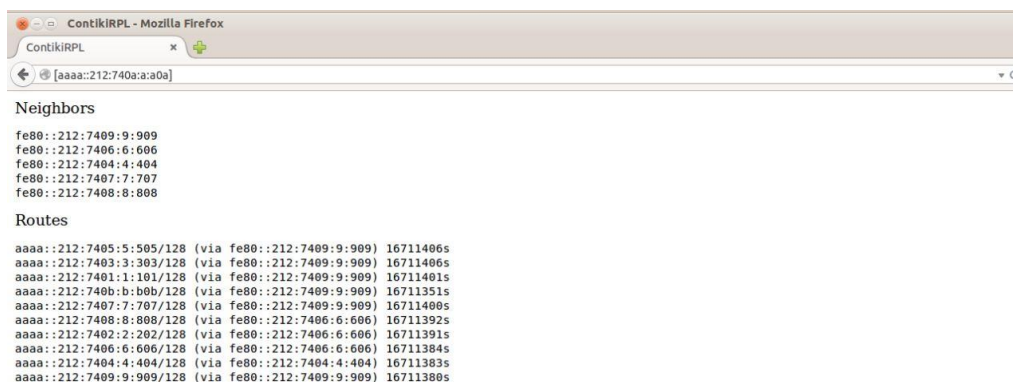 ContikiRPL - Mozilla Firefox
ContikiRPL
[aaaa::212:740a:a:a0a]
Neighbors
fe80::212:7409:9:909
fe80::212:7406:6:606
fe80::212:7404:4:404
fe80::212:7407:7:707
fe80::212:7408:8:808
Routes
aaaa::212:7405:5:505/128 (via fe80::212:7409:9:909) 16711406s
aaaa::212:7403:3:303/128 (via fe80::212:7409:9:909) 16711406s
aaaa::212:7401:1:101/128 (via fe80::212:7409:9:909) 16711401s
aaaa::212:740b:b:b0b/128 (via fe80::212:7409:9:909) 16711351s
aaaa::212:7407:7:707/128 (via fe80::212:7409:9:909) 16711400s
aaaa::212:7408:8:808/128 (via fe80::212:7406:6:606) 16711392s
aaaa::212:7402:2:202/128 (via fe80::212:7406:6:606) 16711391s
aaaa::212:7406:6:606/128 (via fe80::212:7406:6:606) 16711384s
aaaa::212:7404:4:404/128 (via fe80::212:7404:4:404) 16711383s
aaaa::212:7409:9:909/128 (via fe80::212:7409:9:909) 16711380s